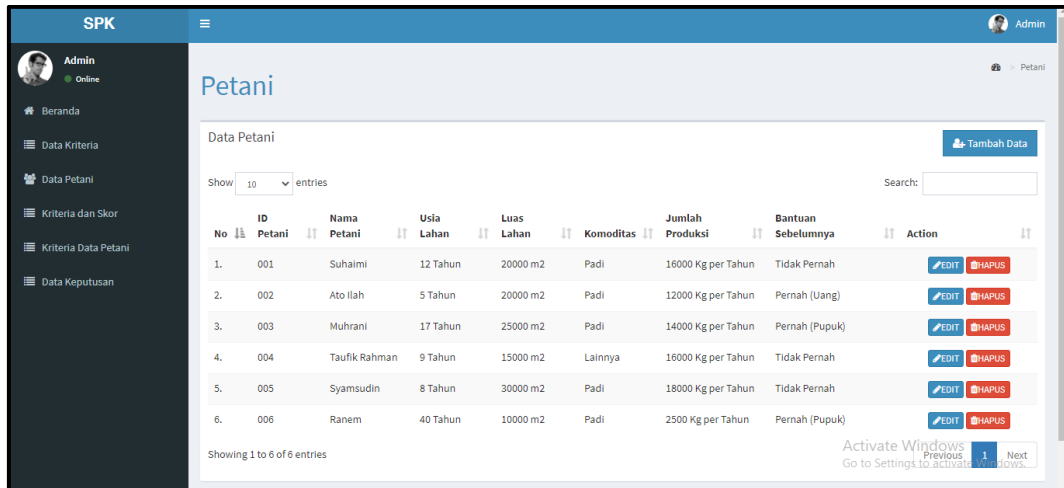 SPK
Admin
Admin
Online
Beranda
Data Kriteria
Data Petani
Kriteria dan Skor
Kriteria Data Petani
Data Keputusan
Petani
> Petani
Data Petani
Tambah Data
Show 10 entries
Search:
No ID Petani Nama Petani Usia Lahan Luas Lahan Komoditas Jumlah Produksi Bantuan Sebelumnya Action
1. 001 Suhaimi 12 Tahun 20000 m2 Padi 16000 Kg per Tahun Tidak Pernah EDIT HAPUS
2. 002 Ato Ilah 5 Tahun 20000 m2 Padi 12000 Kg per Tahun Pernah (Uang) EDIT HAPUS
3. 003 Muhrani 17 Tahun 25000 m2 Padi 14000 Kg per Tahun Pernah (Pupuk) EDIT HAPUS
4. 004 Taufik Rahman 9 Tahun 15000 m2 Lainnya 16000 Kg per Tahun Tidak Pernah EDIT HAPUS
5. 005 Syamsudin 8 Tahun 30000 m2 Padi 18000 Kg per Tahun Tidak Pernah EDIT HAPUS
6. 006 Ranem 40 Tahun 10000 m2 Padi 2500 Kg per Tahun Pernah (Pupuk) EDIT HAPUS
Showing 1 to 6 of 6 entries
Previous 1 Next
Activate Windows
Go to Settings to activate Windows.